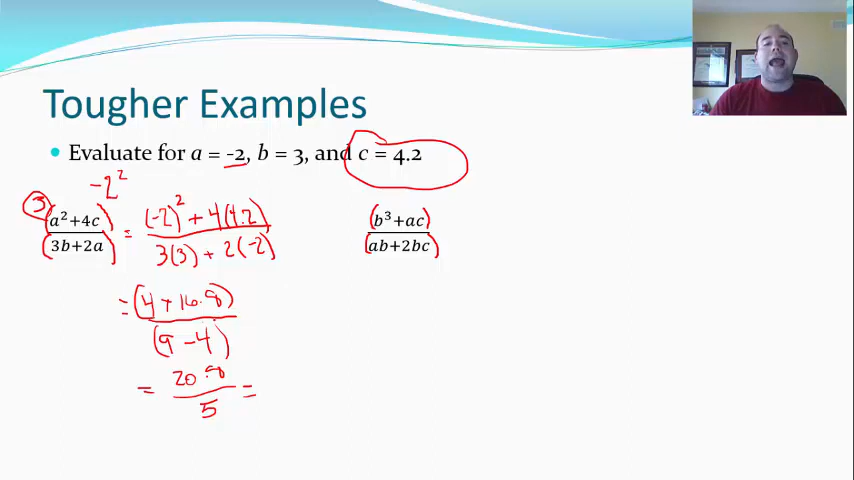 Tougher Examples
• Evaluate for a = -2, b = 3, and c = 4.2
-2²
3 (a²+4c)/(3b+2a) = ((-2)² + 4(4.2))/(3(3) + 2(-2))
(b³+ac)/(ab+2bc)
= (4 + 16.8)/(9 - 4)
= 20.8/5 =